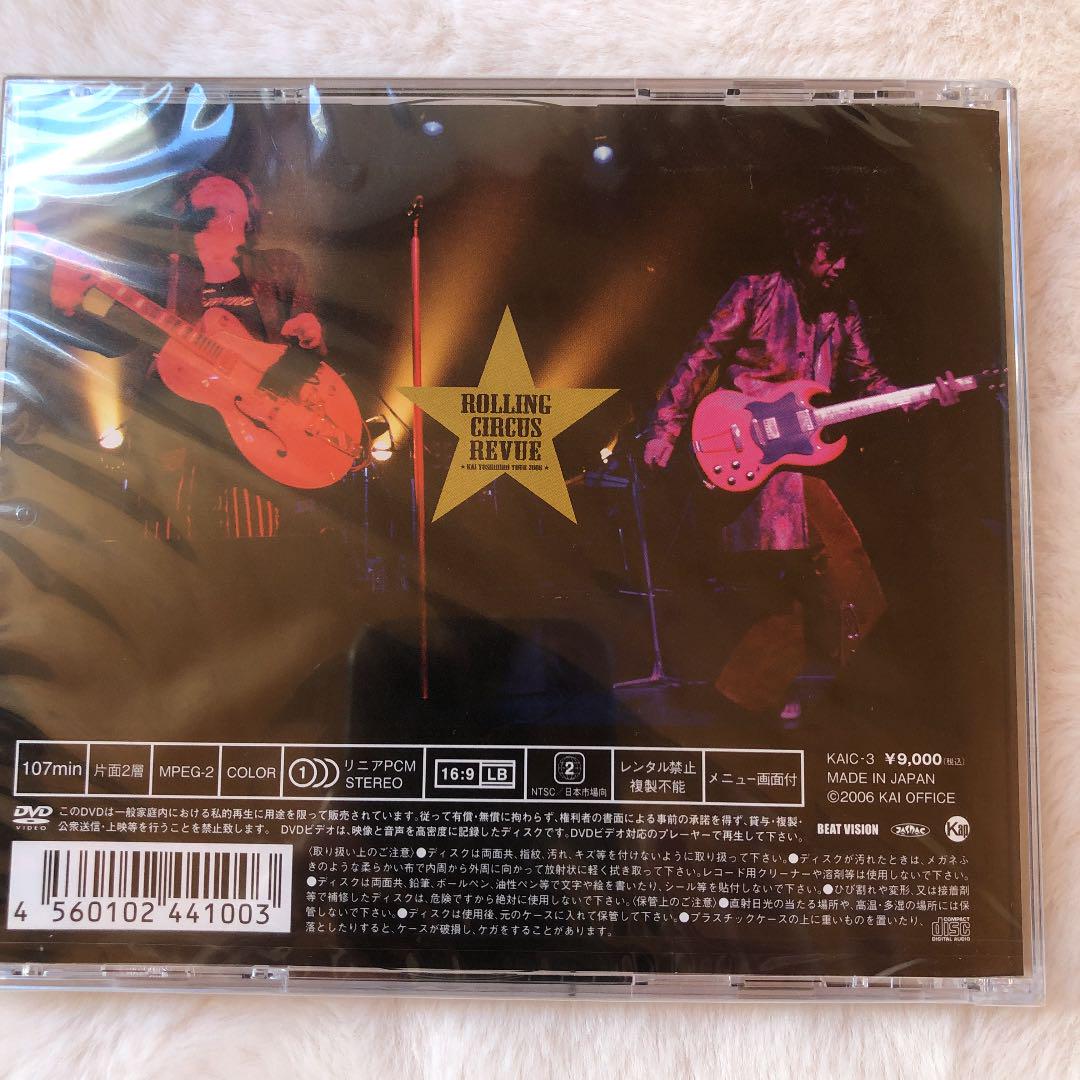 ROLLING
CIRCUS
REVUE
★ KAI YOSHIHIRO TOUR 2006 ★
107min
片面2層
MPEG-2
COLOR
1
リニアPCM
STEREO
16:9 LB
2
NTSC/日本市場向
レンタル禁止
複製不能
メニュー画面付
KAIC-3 ¥9,000(税込)
MADE IN JAPAN
©2006 KAI OFFICE
DVD
VIDEO
このDVDは一般家庭内における私的再生に用途を限って販売されています。従って有償・無償に拘わらず、権利者の書面による事前の承諾を得ず、貸与・複製・
公衆送信・上映等を行うことを禁止致します。 DVDビデオは、映像と音声を高密度に記録したディスクです。DVDビデオ対応のプレーヤーで再生して下さい。
BEAT VISION
JASRAC
Kai
〈取り扱い上のご注意〉●ディスクは両面共、指紋、汚れ、キズ等を付けないように取り扱って下さい。●ディスクが汚れたときは、メガネふ
きのような柔らかい布で内周から外周に向かって放射状に軽く拭き取って下さい。レコード用クリーナーや溶剤等は使用しないで下さい。
●ディスクは両面共、鉛筆、ボールペン、油性ペン等で文字や絵を書いたり、シール等を貼付しないで下さい。●ひび割れや変形、又は接着剤
等で補修したディスクは、危険ですから絶対に使用しないで下さい。〈保管上のご注意〉●直射日光の当たる場所や、高温・多湿の場所には保
管しないで下さい。●ディスクは使用後、元のケースに入れて保管して下さい。●プラスチックケースの上に重いものを置いたり、
落としたりすると、ケースが破損し、ケガをすることがあります。
4 560102 441003
COMPACT
disc
DIGITAL AUDIO